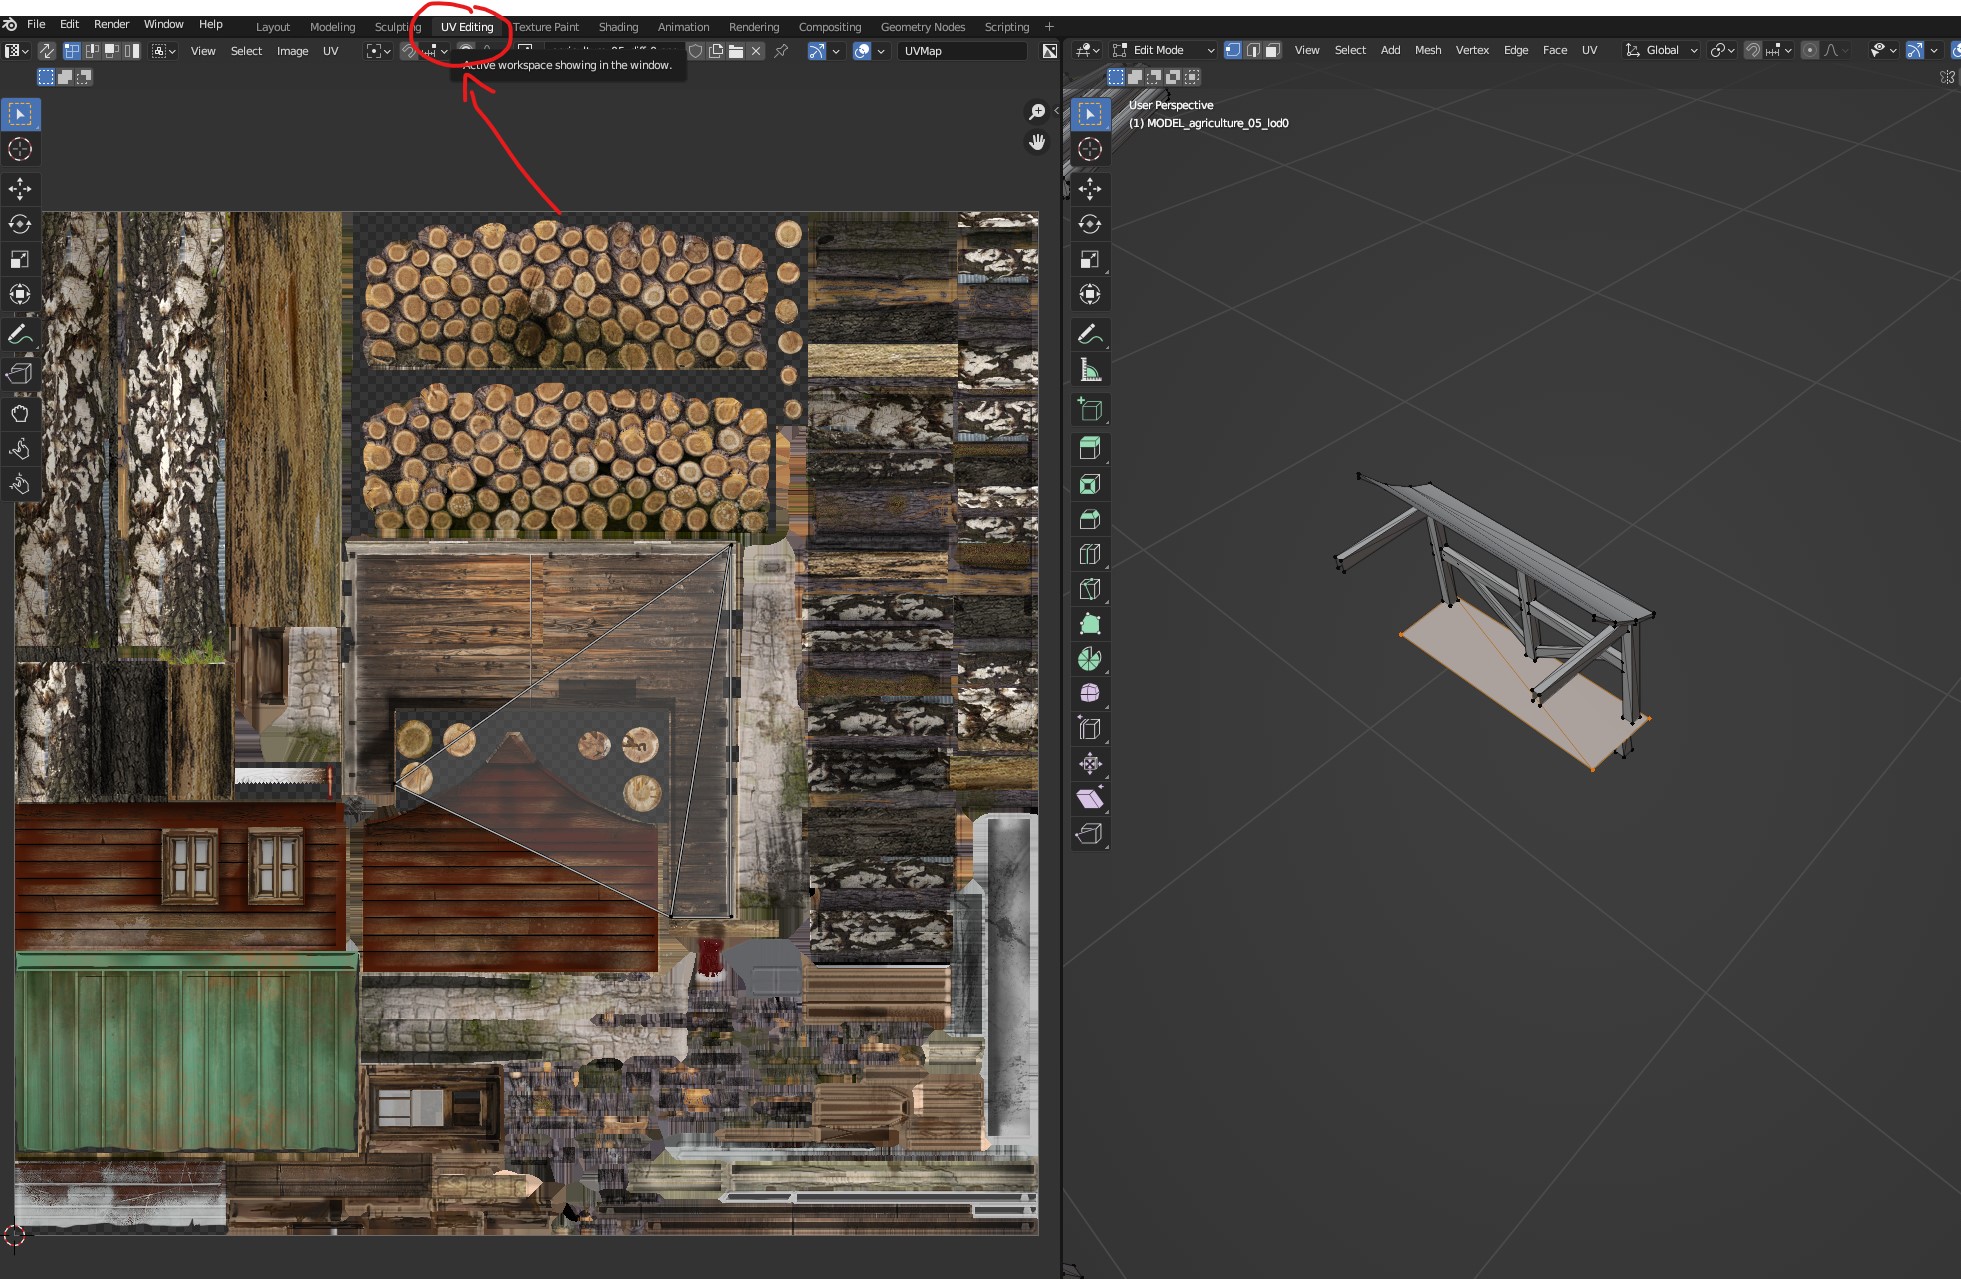 File Edit Render Window Help Layout Modeling Sculpting UV Editing Texture Paint Shading Animation Rendering Compositing Geometry Nodes Scripting +
View Select Image UV UVMap Edit Mode View Select Add Mesh Vertex Edge Face UV Global
Active workspace showing in the window.
User Perspective
(1) MODEL_agriculture_05_lod0